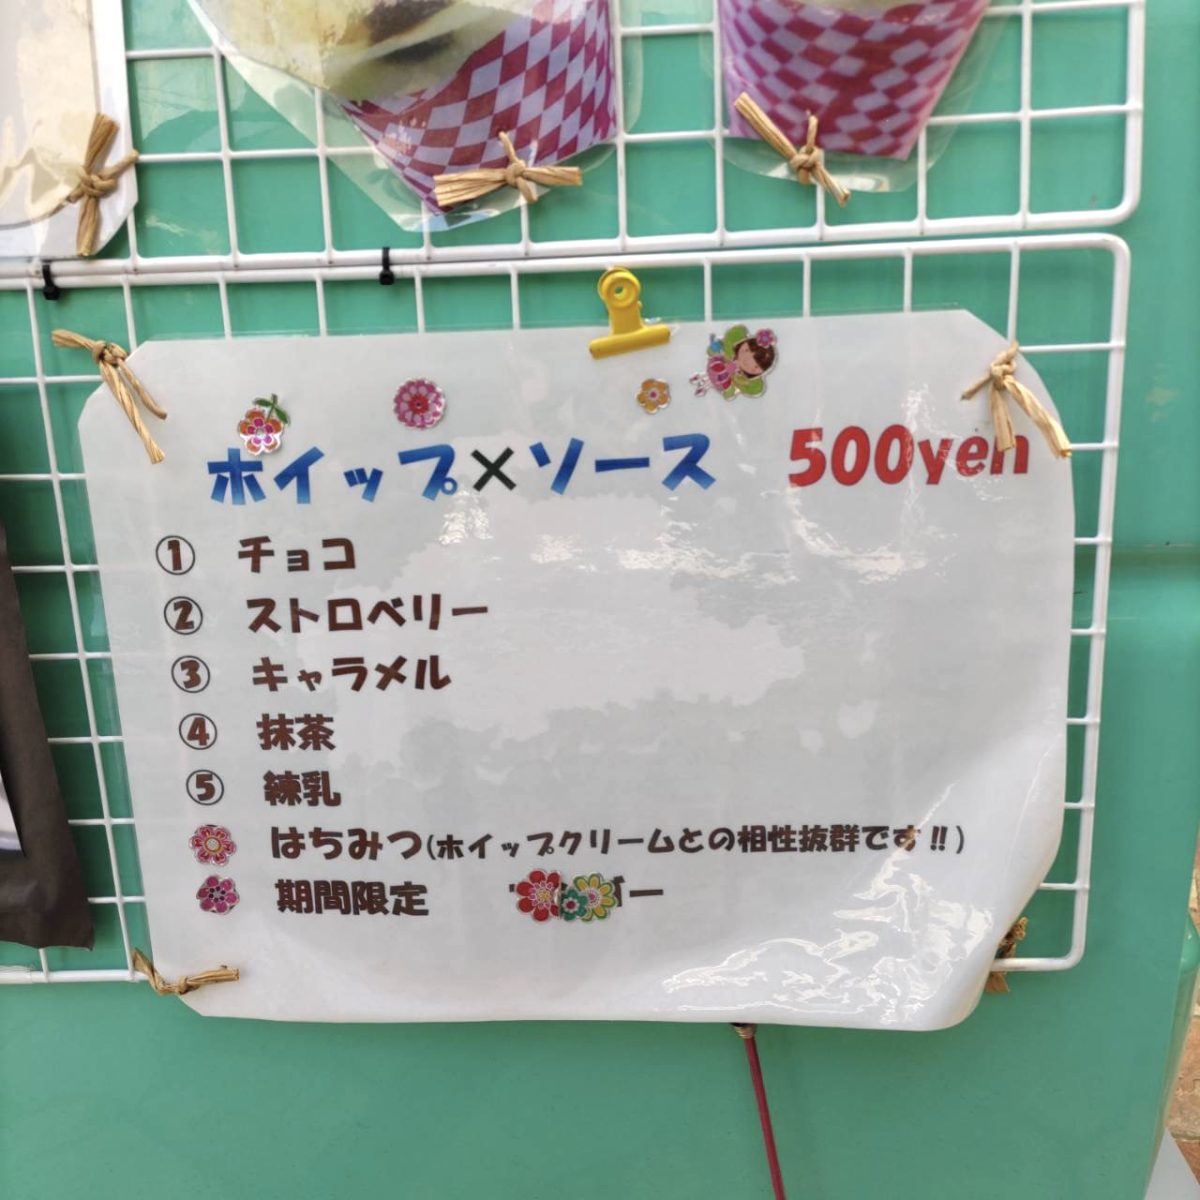 ホイップ×ソース 500yen
① チョコ
② ストロベリー
③ キャラメル
④ 抹茶
⑤ 練乳
はちみつ(ホイップクリームとの相性抜群です!!)
期間限定